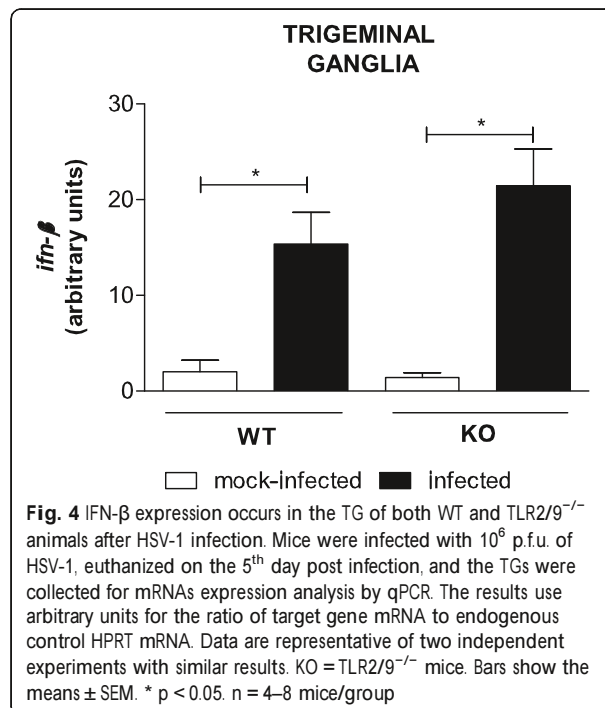 TRIGEMINAL
GANGLIA
30
20
10
0
ifn-β
(arbitrary units)
*
*
WT
KO
mock-infected
infected
Fig. 4 IFN-β expression occurs in the TG of both WT and TLR2/9⁻/⁻
animals after HSV-1 infection. Mice were infected with 10⁶ p.f.u. of
HSV-1, euthanized on the 5ᵗʰ day post infection, and the TGs were
collected for mRNAs expression analysis by qPCR. The results use
arbitrary units for the ratio of target gene mRNA to endogenous
control HPRT mRNA. Data are representative of two independent
experiments with similar results. KO = TLR2/9⁻/⁻ mice. Bars show the
means ± SEM. * p < 0.05. n = 4–8 mice/group